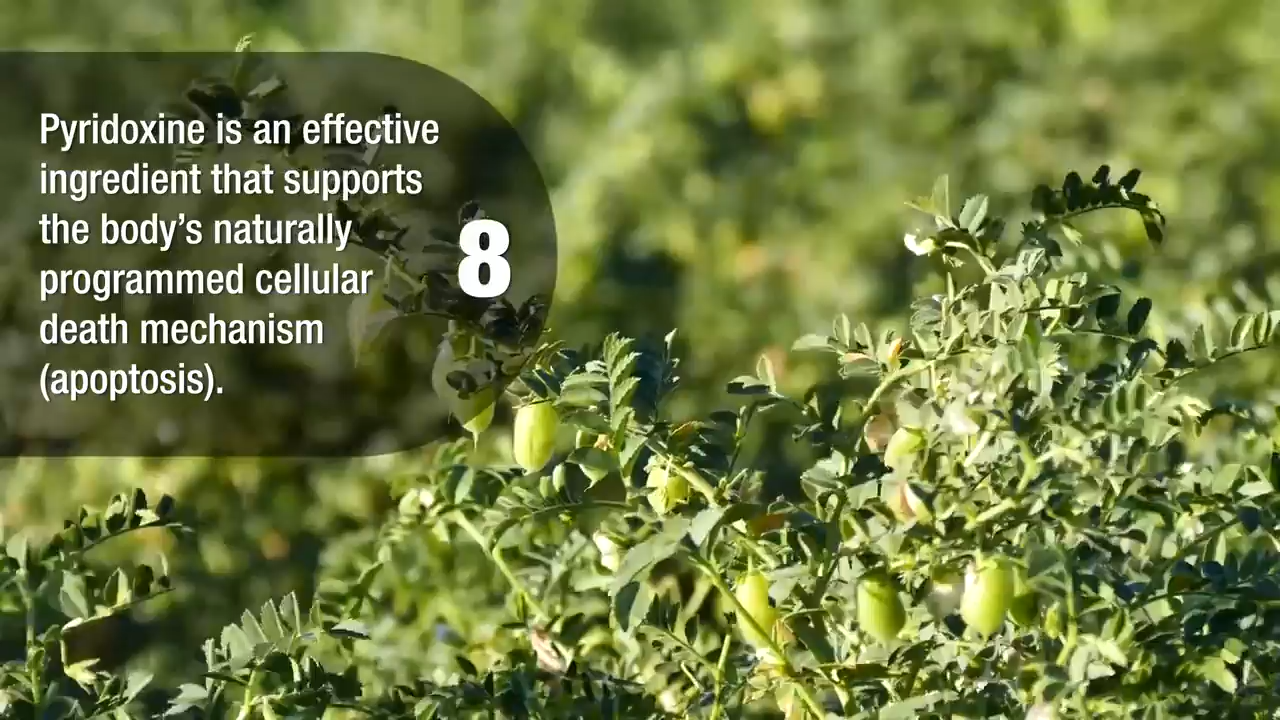 Pyridoxine is an effective
ingredient that supports
the body’s naturally
programmed cellular
death mechanism
(apoptosis).
8